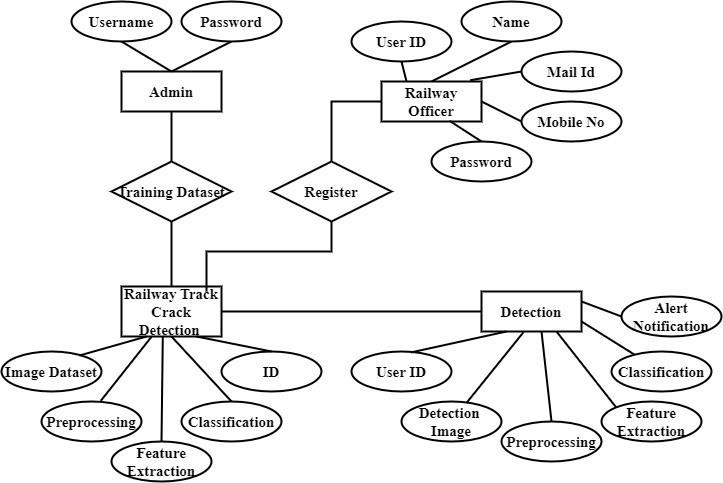 Username
Password
Admin
Training Dataset
User ID
Name
Mail Id
Railway
Officer
Mobile No
Password
Register
Railway Track
Crack
Detection
Image Dataset
Preprocessing
Feature
Extraction
Classification
ID
Detection
Alert
Notification
Classification
Feature
Extraction
Preprocessing
Detection
Image
User ID